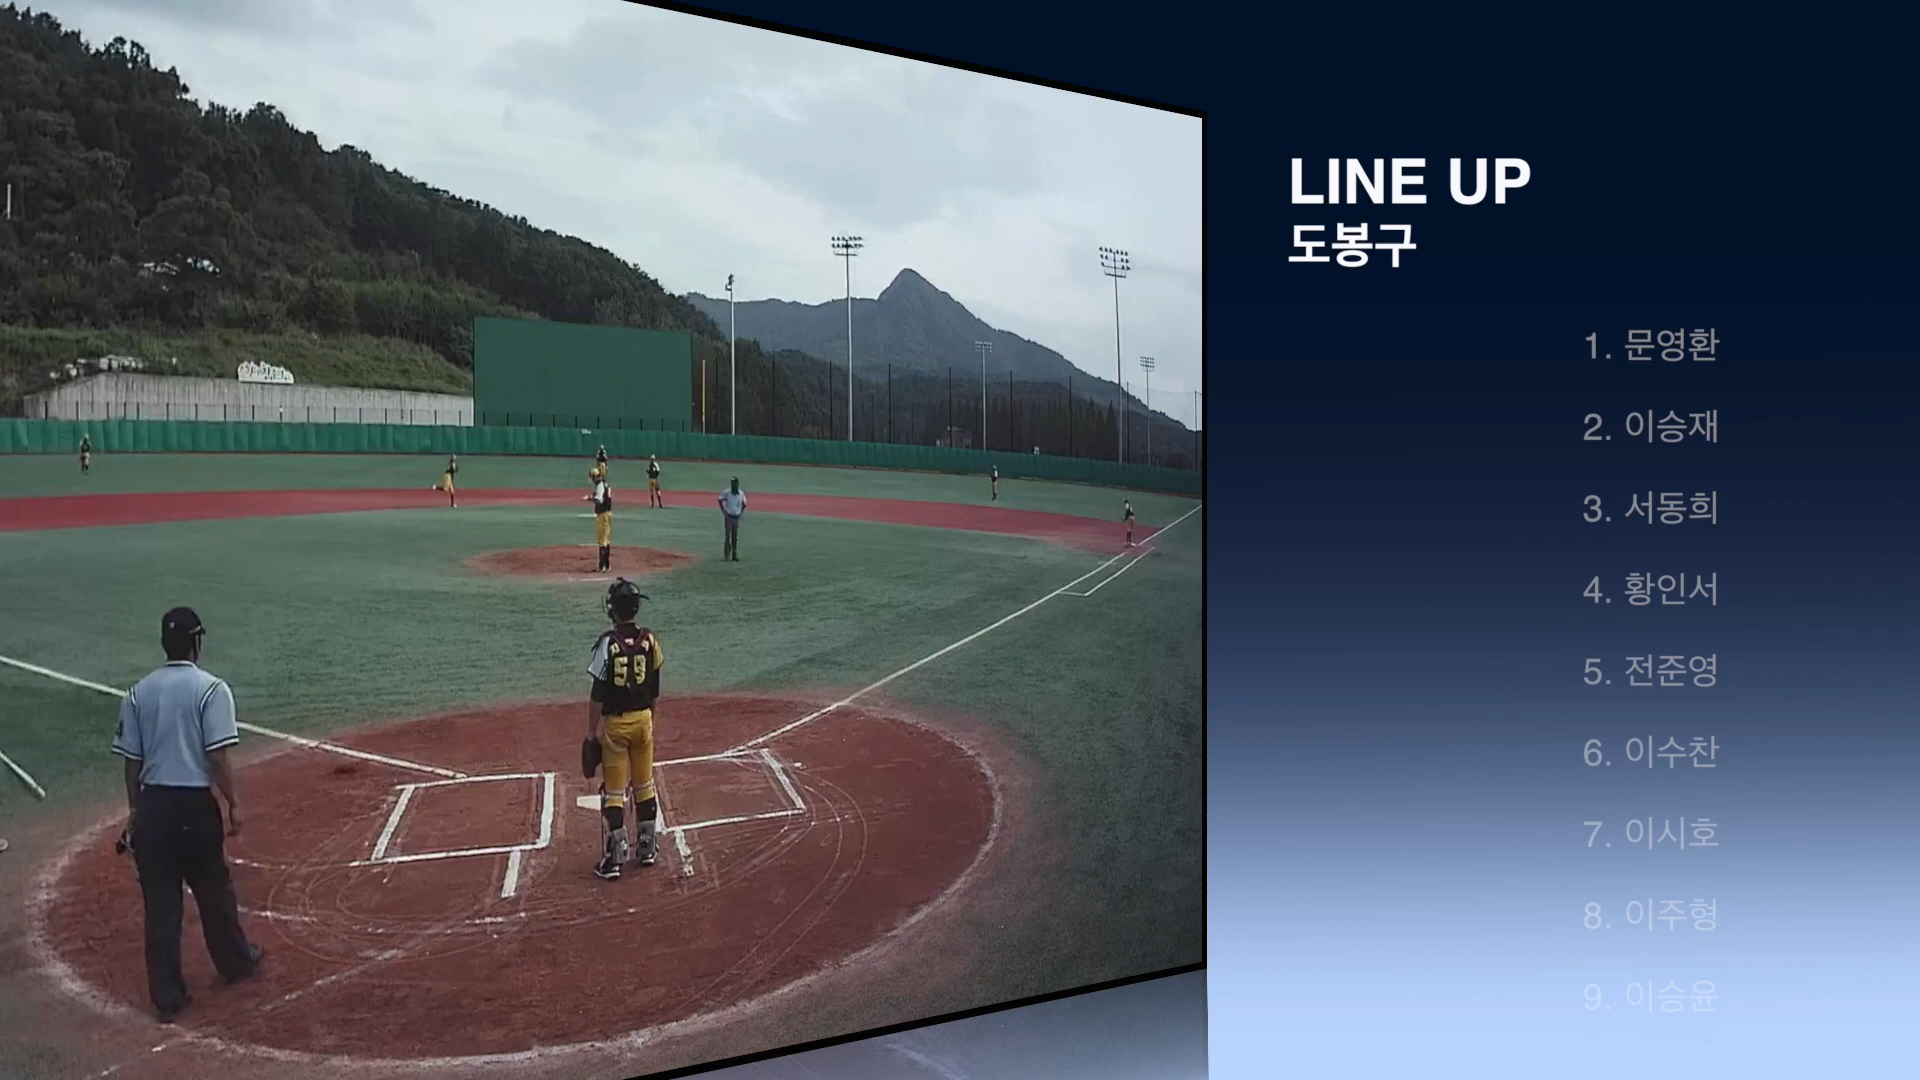 LINE UP
도봉구
1. 문영환
2. 이승재
3. 서동희
4. 황인서
5. 전준영
6. 이수찬
7. 이시호
8. 이주형
9. 이승윤
59